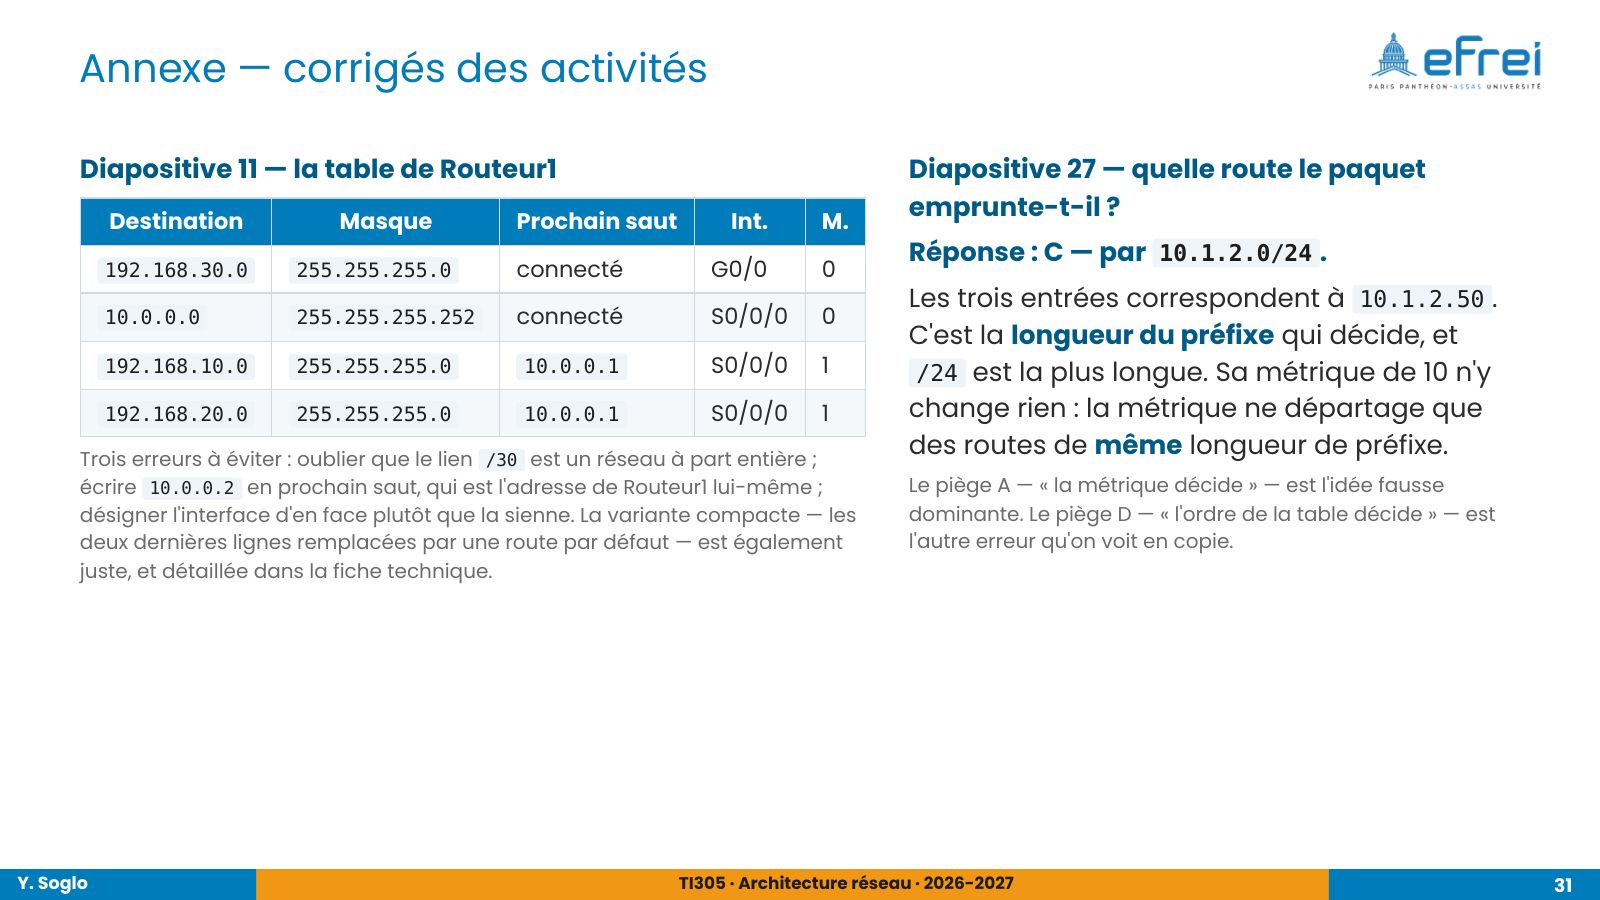 Annexe — corrigés des activités
efrei
PARIS PANTHÉON-ASSAS UNIVERSITÉ
Diapositive 11 — la table de Routeur1
Destination Masque Prochain saut Int. M.
192.168.30.0 255.255.255.0 connecté G0/0 0
10.0.0.0 255.255.255.252 connecté S0/0/0 0
192.168.10.0 255.255.255.0 10.0.0.1 S0/0/0 1
192.168.20.0 255.255.255.0 10.0.0.1 S0/0/0 1
Trois erreurs à éviter : oublier que le lien /30 est un réseau à part entière ;
écrire 10.0.0.2 en prochain saut, qui est l'adresse de Routeur1 lui-même ;
désigner l'interface d'en face plutôt que la sienne. La variante compacte — les
deux dernières lignes remplacées par une route par défaut — est également
juste, et détaillée dans la fiche technique.
Diapositive 27 — quelle route le paquet
emprunte-t-il ?
Réponse : C — par 10.1.2.0/24.
Les trois entrées correspondent à 10.1.2.50.
C'est la longueur du préfixe qui décide, et
/24 est la plus longue. Sa métrique de 10 n'y
change rien : la métrique ne départage que
des routes de même longueur de préfixe.
Le piège A — « la métrique décide » — est l'idée fausse
dominante. Le piège D — « l'ordre de la table décide » — est
l'autre erreur qu'on voit en copie.
Y. Soglo
TI305 · Architecture réseau · 2026-2027
31